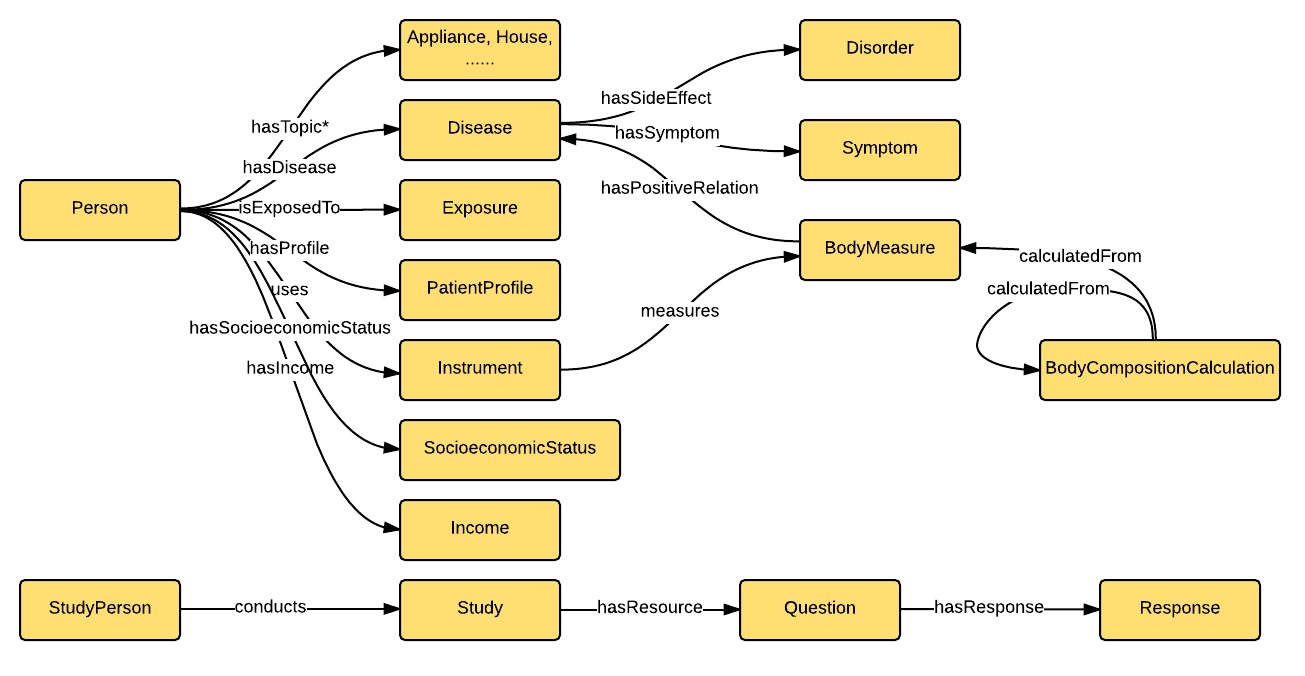 Appliance, House,
......
Disorder
hasSideEffect
hasTopic*
Disease
hasSymptom
Symptom
hasDisease
Person
isExposedTo
Exposure
hasPositiveRelation
hasProfile
BodyMeasure
calculatedFrom
uses
PatientProfile
calculatedFrom
measures
hasSocioeconomicStatus
hasIncome
Instrument
BodyCompositionCalculation
SocioeconomicStatus
Income
StudyPerson
conducts
Study
hasResource
Question
hasResponse
Response